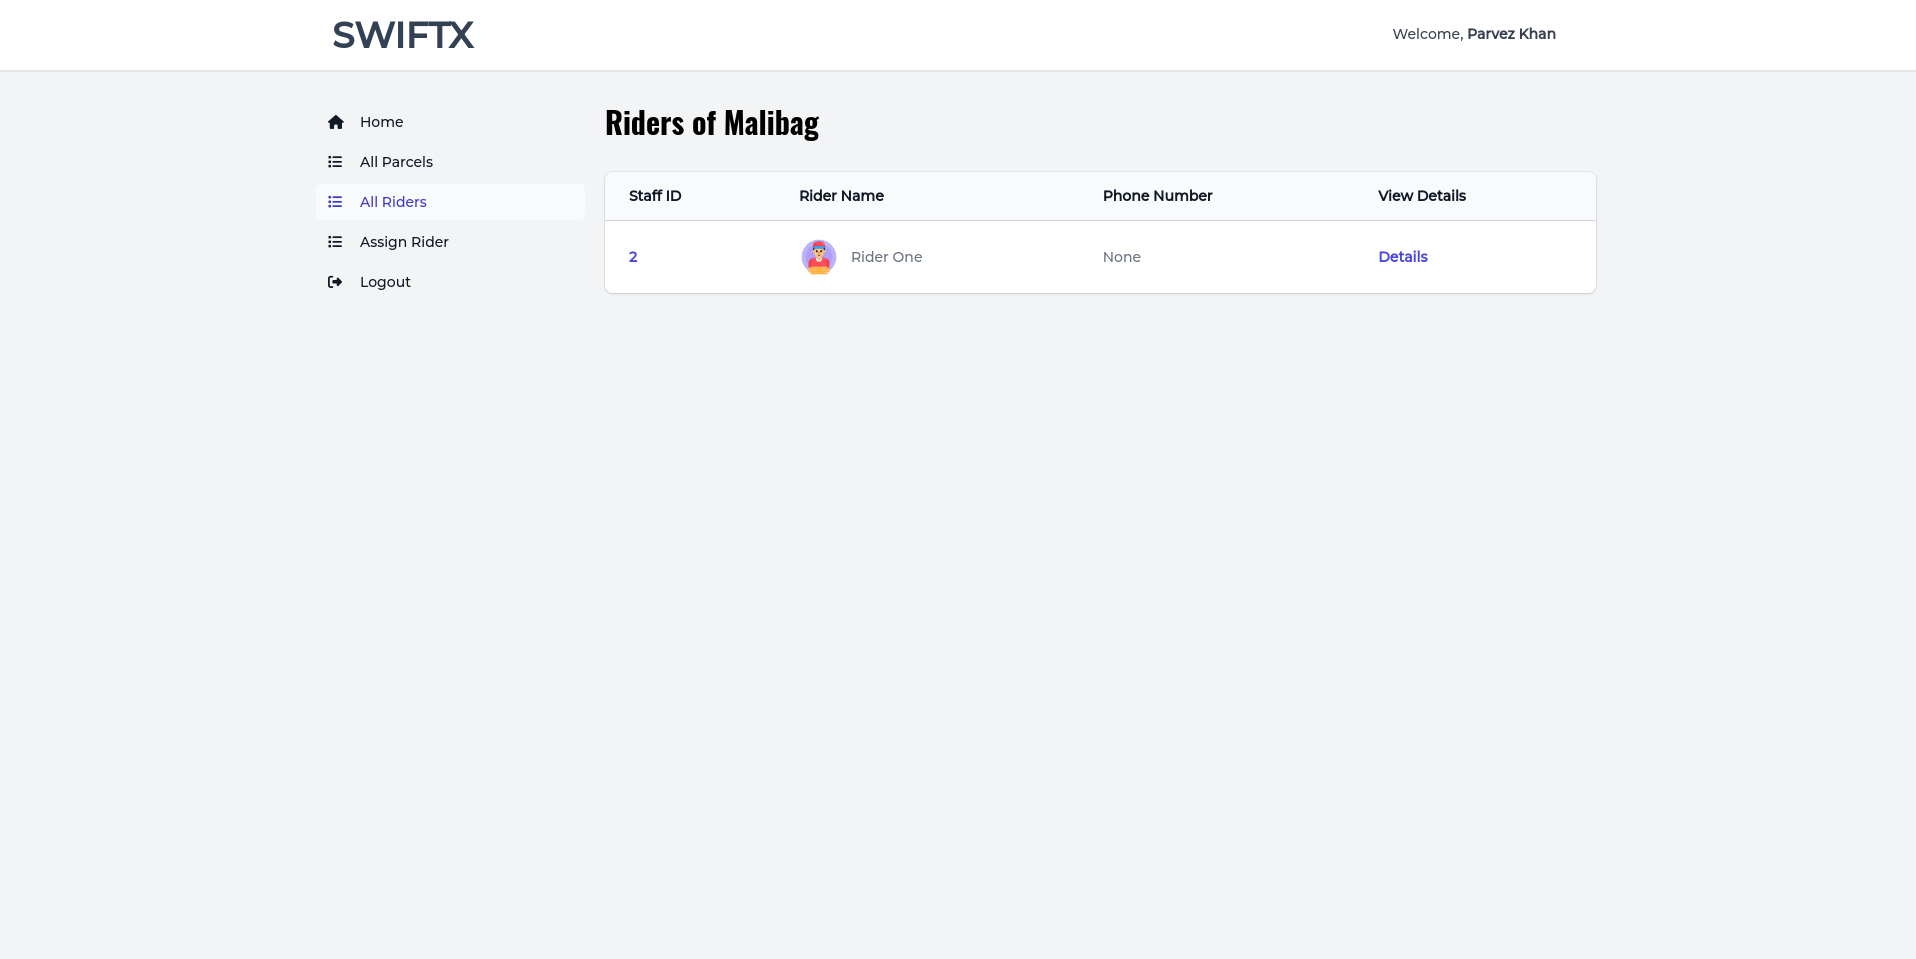 SWIFTX
Welcome, Parvez Khan
Home
All Parcels
All Riders
Assign Rider
Logout
Riders of Malibag
Staff ID Rider Name Phone Number View Details
2 Rider One None Details